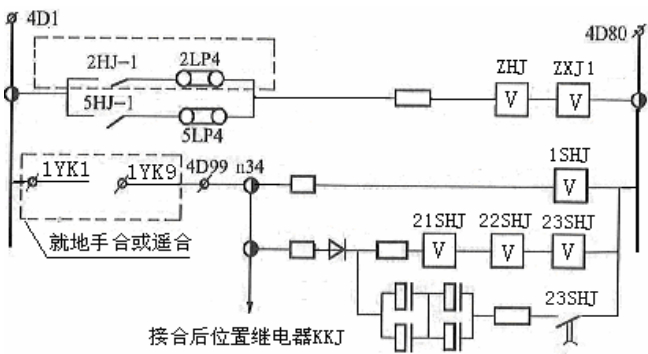 4D1
4D80
2HJ-1
2LP4
ZHJ
ZXJ1
V
V
5HJ-1
5LP4
1YK1
1YK9
4D99
n34
1SHJ
V
就地手合或遥合
21SHJ
22SHJ
23SHJ
V
V
V
23SHJ
接合后位置继电器KKJ